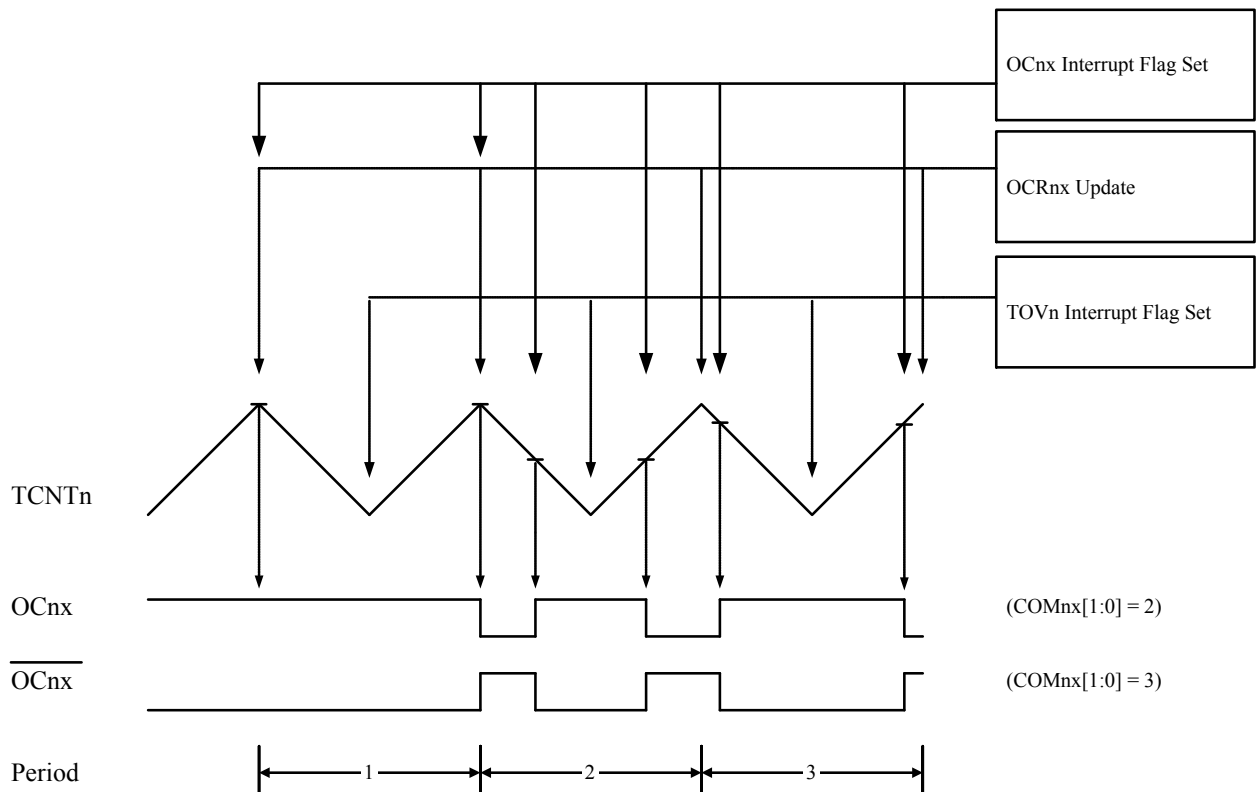 OCnx Interrupt Flag Set
OCRnx Update
TOVn Interrupt Flag Set
TCNTn
OCnx
(COMnx[1:0] = 2)
OCnx
(COMnx[1:0] = 3)
Period
1
2
3